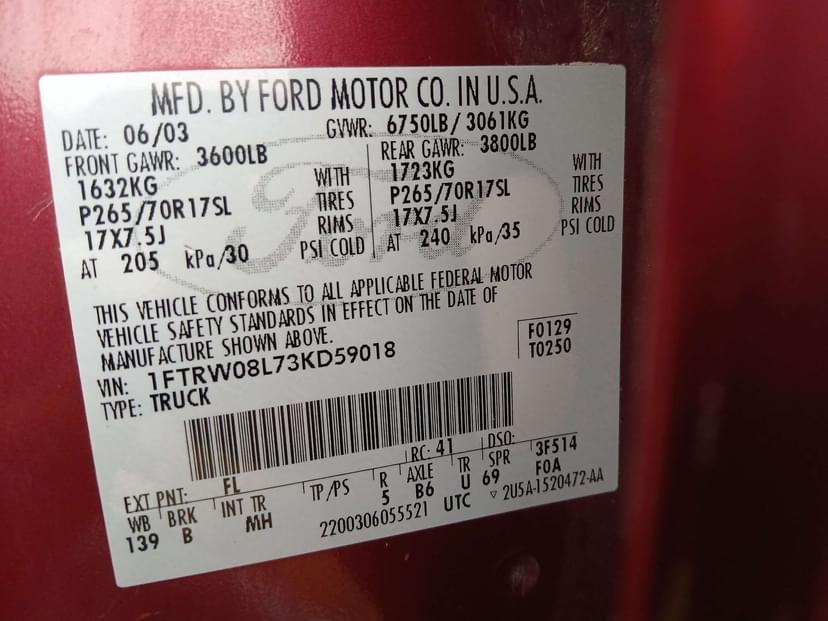 MFD. BY FORD MOTOR CO. IN U.S.A.
DATE: 06/03 GVWR: 6750LB/ 3061KG
FRONT GAWR: 3600LB REAR GAWR: 3800LB
1632KG WITH 1723KG WITH
P265/70R17SL TIRES P265/70R17SL TIRES
17X7.5J RIMS 17X7.5J RIMS
AT 205 kPa/30 PSI COLD AT 240 kPa/35 PSI COLD
THIS VEHICLE CONFORMS TO ALL APPLICABLE FEDERAL MOTOR
VEHICLE SAFETY STANDARDS IN EFFECT ON THE DATE OF
MANUFACTURE SHOWN ABOVE.
F0129
VIN: 1FTRW08L73KD59018 T0250
TYPE: TRUCK
EXT PNT: FL RC: 41 DSO: 3F514
WB BRK INT TR TP/PS R AXLE TR SPR F0A
139 B MH 5 B6 U 69
2200306055521 UTC ▽ 2U5A-1520472-AA
Ford